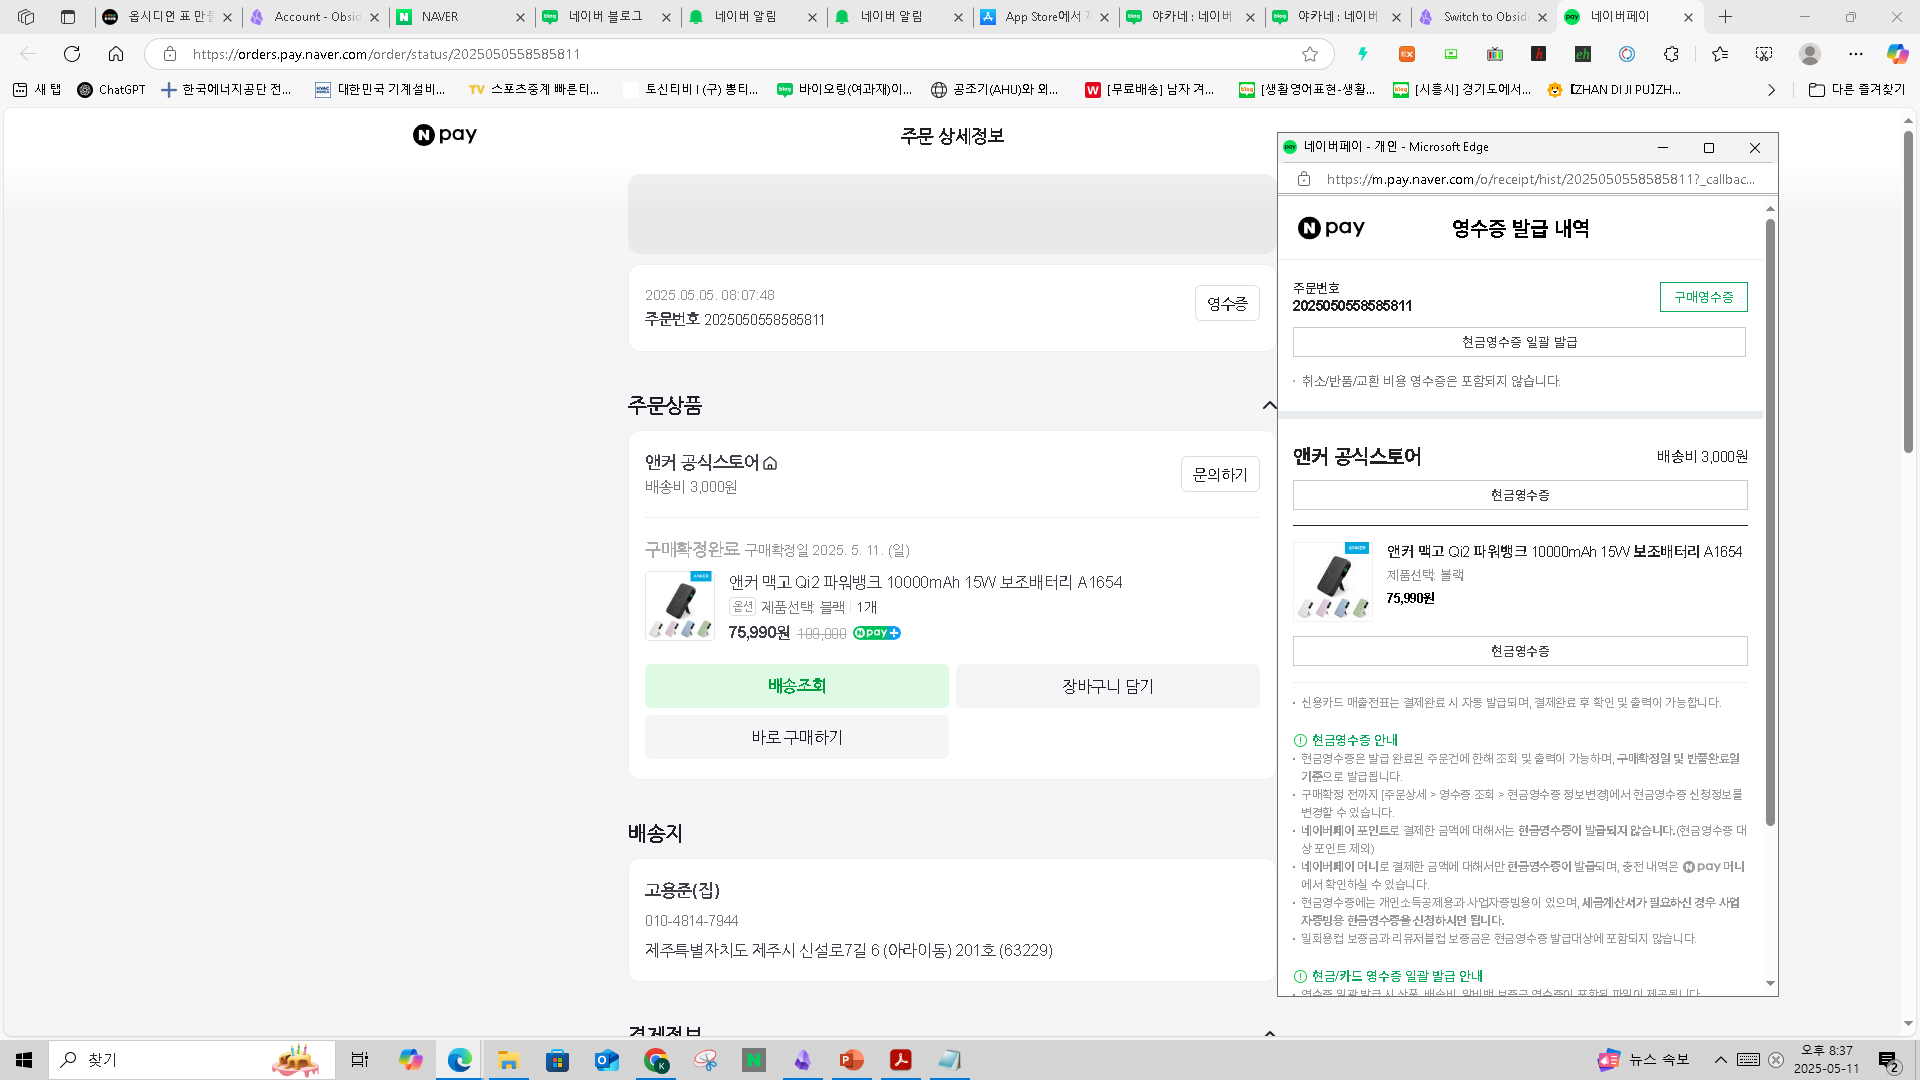 옵시디언 표 만들
Account - Obsid
NAVER
네이버 블로그
네이버 알림
네이버 알림
App Store에서 제
야카네 : 네이버
야카네 : 네이버
Switch to Obsidi
네이버페이
https://orders.pay.naver.com/order/status/2025050558585811
새 탭
ChatGPT
한국에너지공단 전...
대한민국 기계설비...
스포츠중계 빠른티...
토신티비 I (구) 뽕티...
바이오링(여과재)이...
공조기(AHU)와 외...
[무료배송] 남자 겨...
[생활영어표현-생활...
[시흥시] 경기도에서...
【ZHAN DI JI PU】ZH...
다른 즐겨찾기
N pay
주문 상세정보
2025.05.05. 08:07:48
주문번호 2025050558585811
영수증
주문상품
앤커 공식스토어
배송비 3,000원
문의하기
구매확정완료 구매확정일 2025. 5. 11. (일)
앤커 맥고 Qi2 파워뱅크 10000mAh 15W 보조배터리 A1654
옵션 제품선택: 블랙 1개
75,990원 109,000 N pay +
배송조회
장바구니 담기
바로 구매하기
배송지
고용준(집)
010-4814-7944
제주특별자치도 제주시 신설로7길 6 (아라이동) 201호 (63229)
결제정보
네이버페이 - 개인 - Microsoft Edge
https://m.pay.naver.com/o/receipt/hist/2025050558585811?_callbac...
N pay
영수증 발급 내역
주문번호
2025050558585811
구매영수증
현금영수증 일괄 발급
· 취소/반품/교환 비용 영수증은 포함되지 않습니다.
앤커 공식스토어
배송비 3,000원
현금영수증
앤커 맥고 Qi2 파워뱅크 10000mAh 15W 보조배터리 A1654
제품선택: 블랙
75,990원
현금영수증
· 신용카드 매출전표는 결제완료 시 자동 발급되며, 결제완료 후 확인 및 출력이 가능합니다.
현금영수증 안내
· 현금영수증은 발급 완료된 주문건에 한해 조회 및 출력이 가능하며, 구매확정일 및 반품완료일
기준으로 발급됩니다.
· 구매확정 전까지 [주문상세 > 영수증 조회 > 현금영수증 정보변경]에서 현금영수증 신청정보를
변경할 수 있습니다.
· 네이버페이 포인트로 결제한 금액에 대해서는 현금영수증이 발급되지 않습니다.(현금영수증 대
상 포인트 제외)
· 네이버페이 머니로 결제한 금액에 대해서만 현금영수증이 발급되며, 충전 내역은 N pay 머니
에서 확인하실 수 있습니다.
· 현금영수증에는 개인소득공제용과 사업자증빙용이 있으며, 세금계산서가 필요하신 경우 사업
자증빙용 현금영수증을 신청하시면 됩니다.
· 일회용컵 보증금과 리유저블컵 보증금은 현금영수증 발급대상에 포함되지 않습니다.
현금/카드 영수증 일괄 발급 안내
찾기
뉴스 속보
오후 8:37
2025-05-11
2